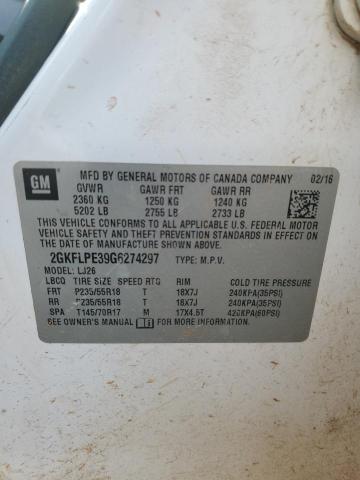 GM
MFD BY GENERAL MOTORS OF CANADA COMPANY 02/16
GVWR GAWR FRT GAWR RR
2360 KG 1250 KG 1240 KG
5202 LB 2755 LB 2733 LB
THIS VEHICLE CONFORMS TO ALL APPLICABLE U.S. FEDERAL MOTOR
VEHICLE SAFETY AND THEFT PREVENTION STANDARDS IN EFFECT ON
THE DATE OF MANUFACTURE SHOWN ABOVE.
2GKFLPE39G6274297 TYPE: M.P.V.
MODEL: LJ26
LBCQ TIRE SIZE SPEED RTG RIM COLD TIRE PRESSURE
FRT P235/55R18 T 18X7J 240KPA(35PSI)
RR P235/55R18 T 18X7J 240KPA(35PSI)
SPA T145/70R17 M 17X4.5T 420KPA(60PSI)
SEE OWNER'S MANUAL FOR MORE INFORMATION.